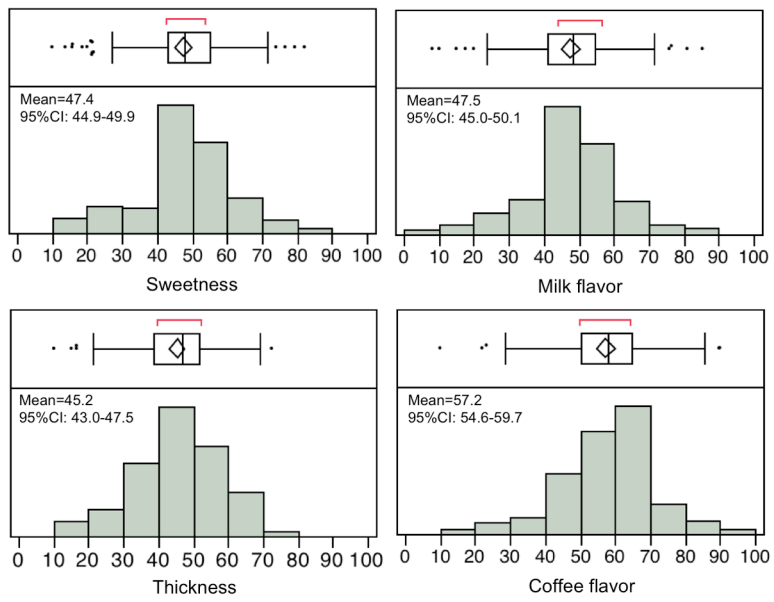 Mean=47.4
95%CI: 44.9-49.9
0 10 20 30 40 50 60 70 80 90 100
Sweetness
Mean=47.5
95%CI: 45.0-50.1
0 10 20 30 40 50 60 70 80 90 100
Milk flavor
Mean=45.2
95%CI: 43.0-47.5
0 10 20 30 40 50 60 70 80 90 100
Thickness
Mean=57.2
95%CI: 54.6-59.7
0 10 20 30 40 50 60 70 80 90 100
Coffee flavor